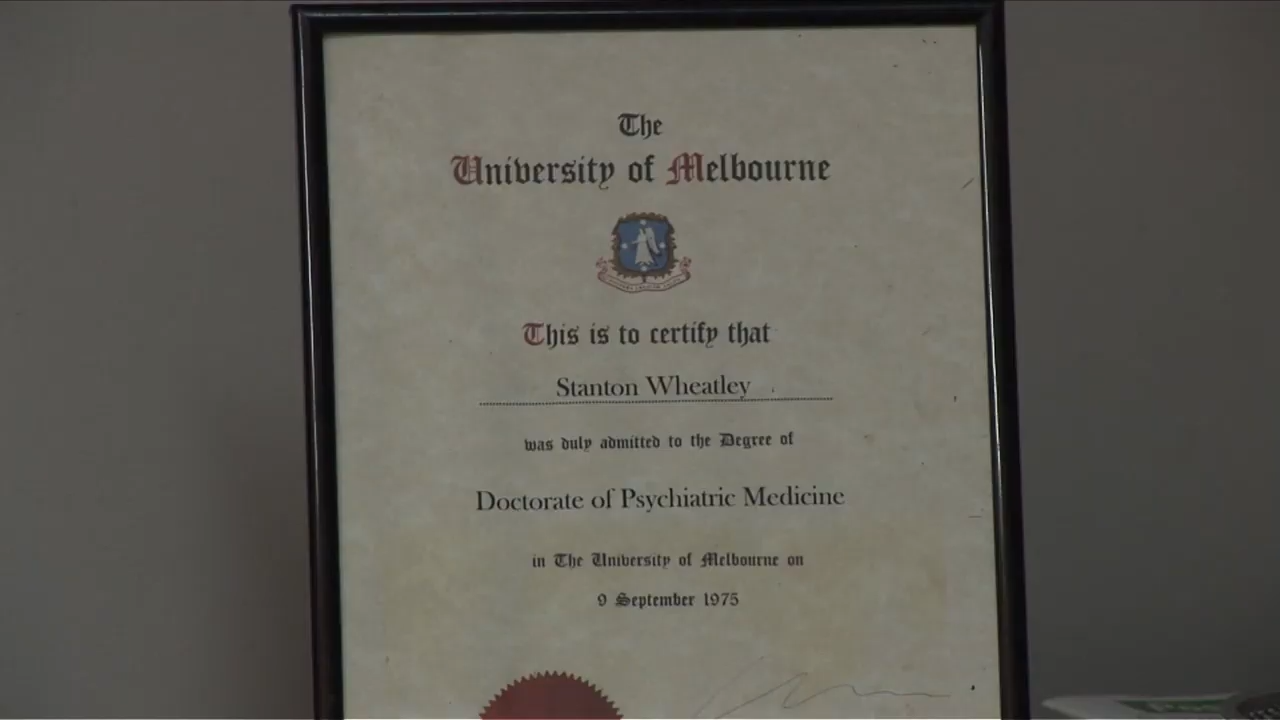 The
University of Melbourne
This is to certify that
Stanton Wheatley
was duly admitted to the Degree of
Doctorate of Psychiatric Medicine
in The University of Melbourne on
9 September 1975